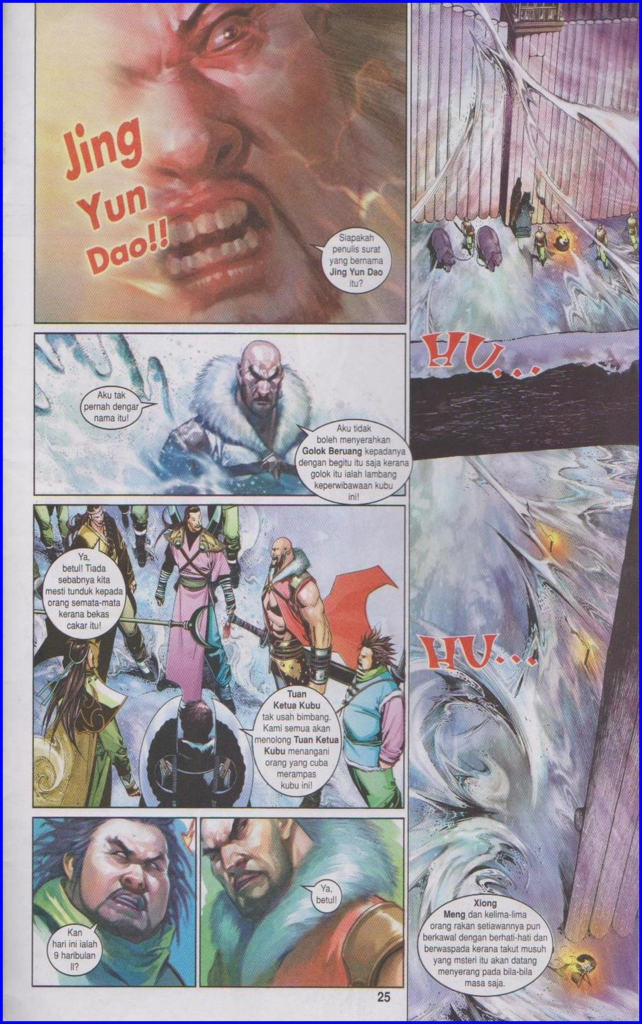 Jing
Yun
Dao!!
Siapakah
penulis surat
yang bernama
Jing Yun Dao
itu?
Aku tak
pernah dengar
nama itu!
Aku tidak
boleh menyerahkan
Golok Beruang kepadanya
dengan begitu itu saja kerana
golok itu ialah lambang
keperwibawaan kubu
ini!
Ya,
betul! Tiada
sebabnya kita
mesti tunduk kepada
orang semata-mata
kerana bekas
cakar itu!
Tuan
Ketua Kubu
tak usah bimbang.
Kami semua akan
menolong Tuan Ketua
Kubu menangani
orang yang cuba
merampas
kubu ini!
Kan
hari ini ialah
9 haribulan
II?
Ya,
betul!
HU...
HU...
Xiong
Meng dan kelima-lima
orang rakan setiawannya pun
berkawal dengan berhati-hati dan
berwaspada kerana takut musuh
yang msteri itu akan datang
menyerang pada bila-bila
masa saja.
25